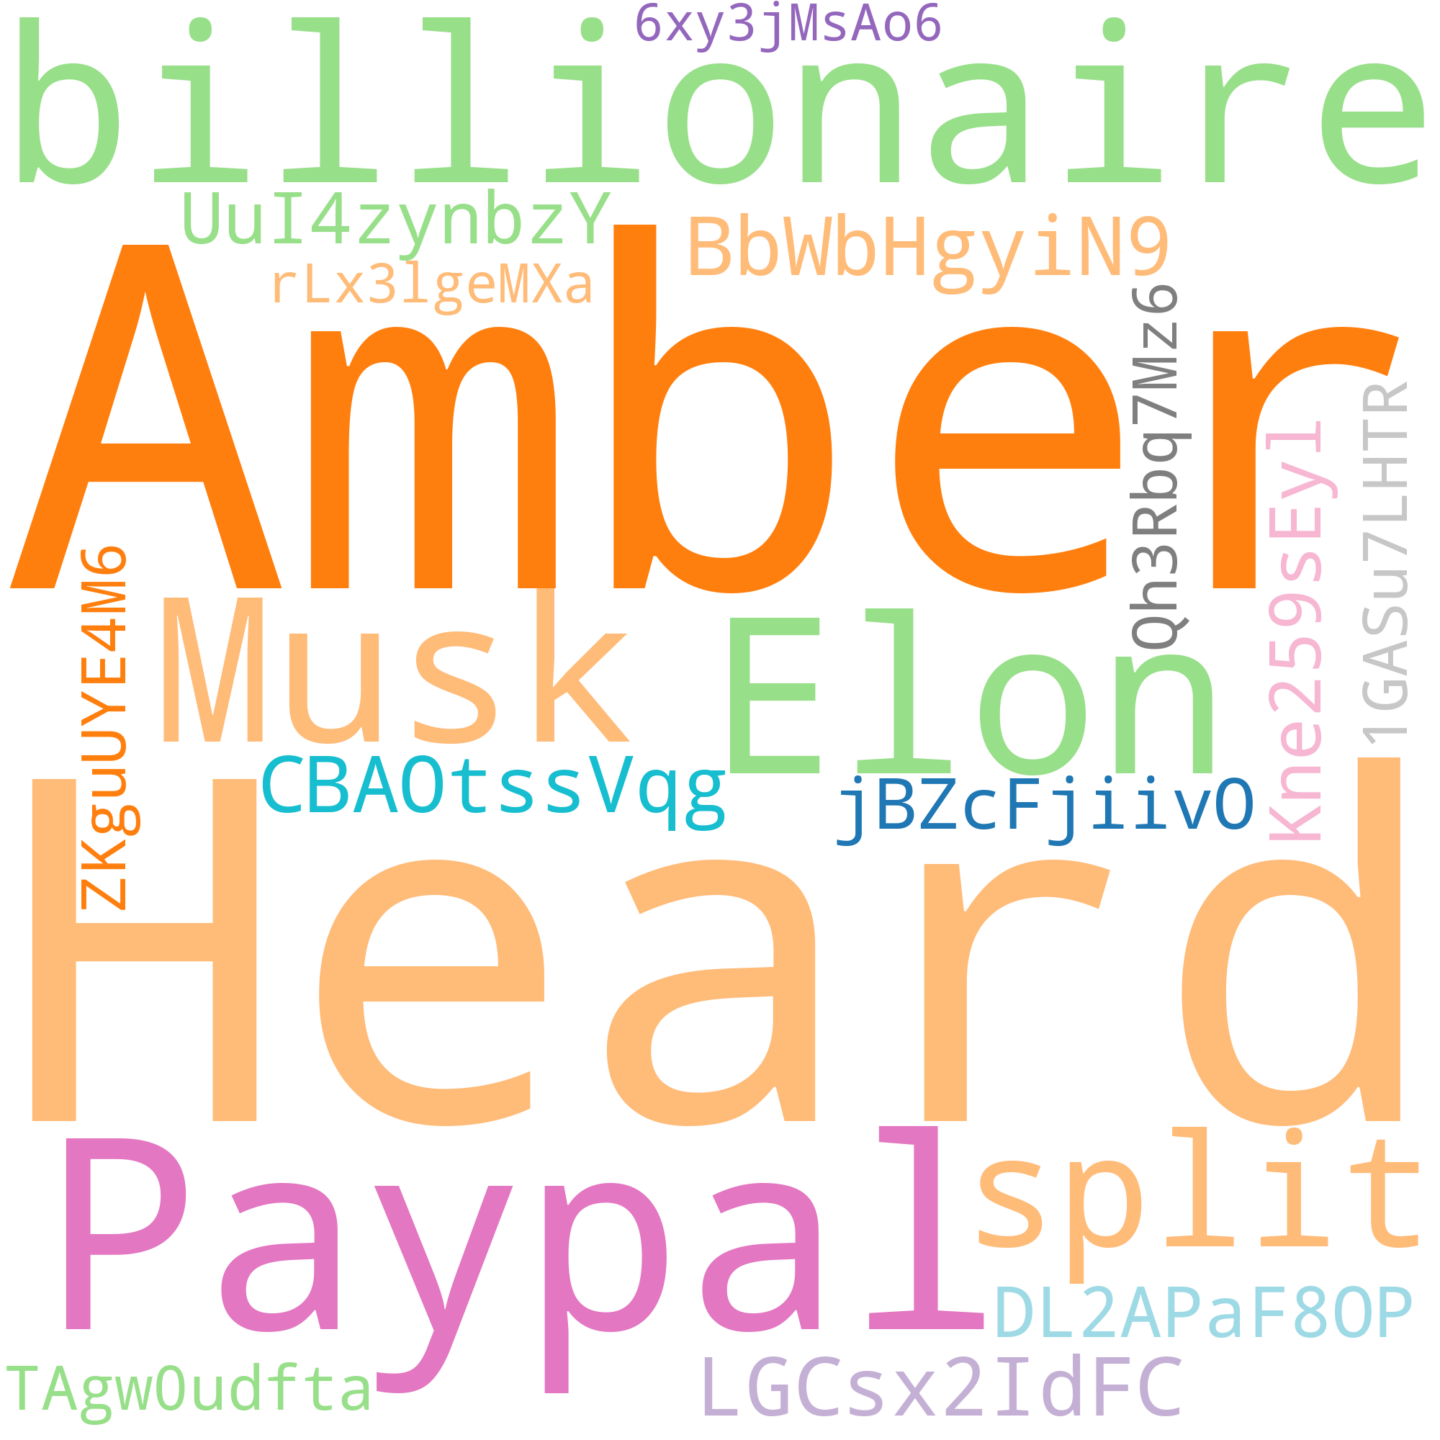 6xy3jMsAo6
billionaire
UuI4zynbzY
BbWbHgyiN9
rLx3lgeMXa
Amber
Qh3Rbq7Mz6
1GASu7LHTR
Kne259sEyl
ZKguUYE4M6
Musk
Elon
CBAOtssVqg
jBZcFjiivO
Heard
Paypal
split
DL2APaF8OP
TAgwOudfta
LGCsx2IdFC